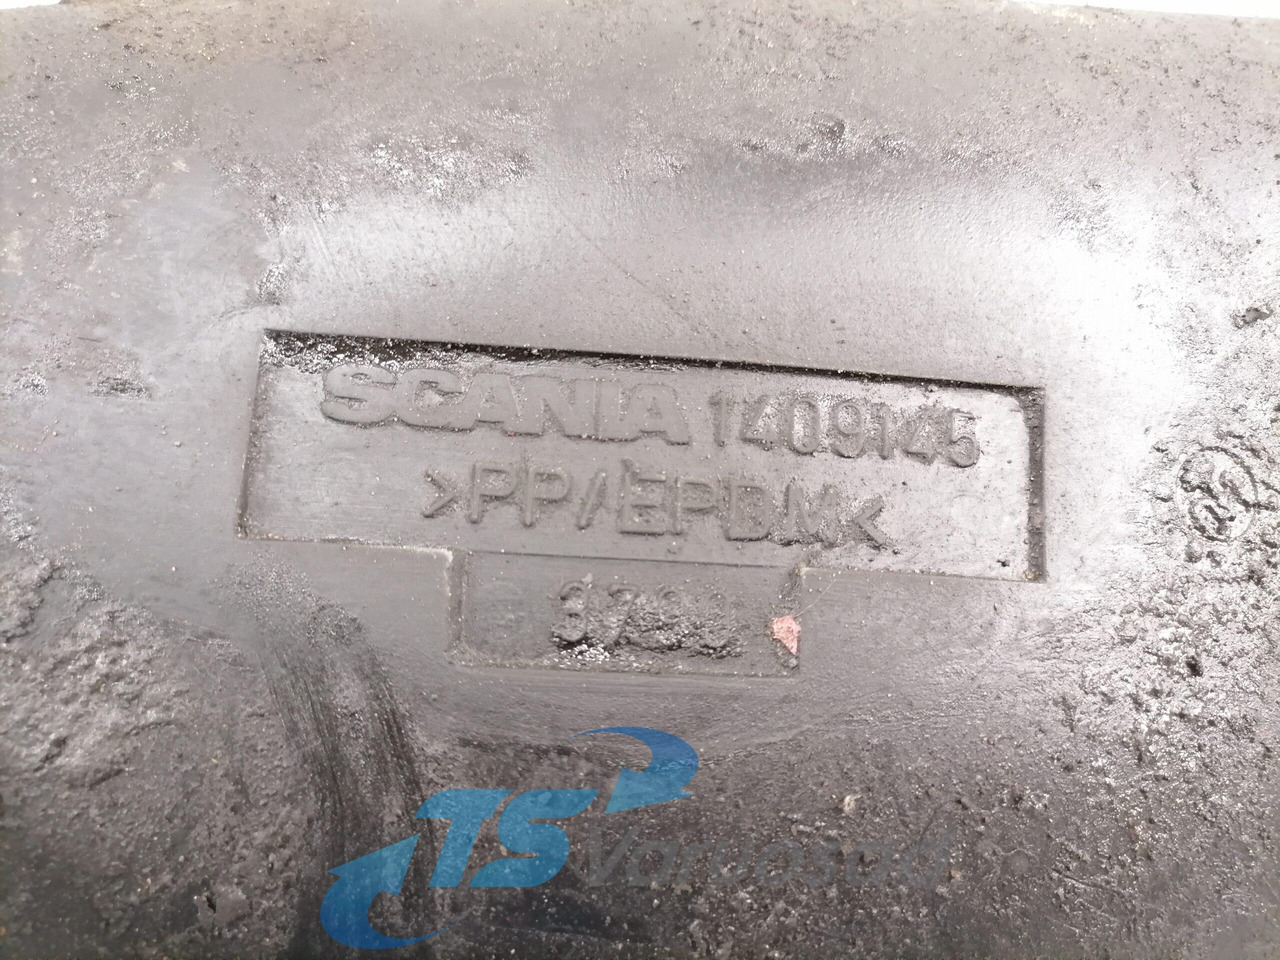 SCANIA 1409145
>PP/EPDM<
TS Varuosad